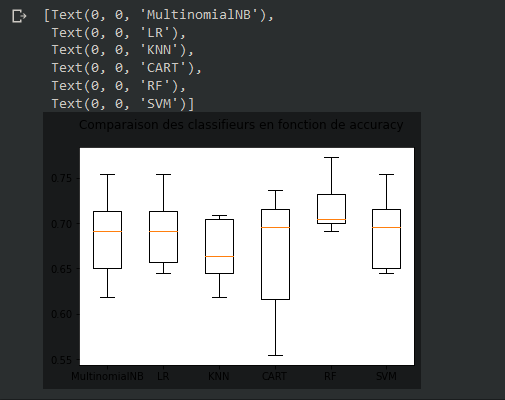 [Text(0, 0, 'MultinomialNB'),
Text(0, 0, 'LR'),
Text(0, 0, 'KNN'),
Text(0, 0, 'CART'),
Text(0, 0, 'RF'),
Text(0, 0, 'SVM')]
Comparaison des classifieurs en fonction de accuracy
0.75
0.70
0.65
0.60
0.55
MultinomialNB LR KNN CART RF SVM